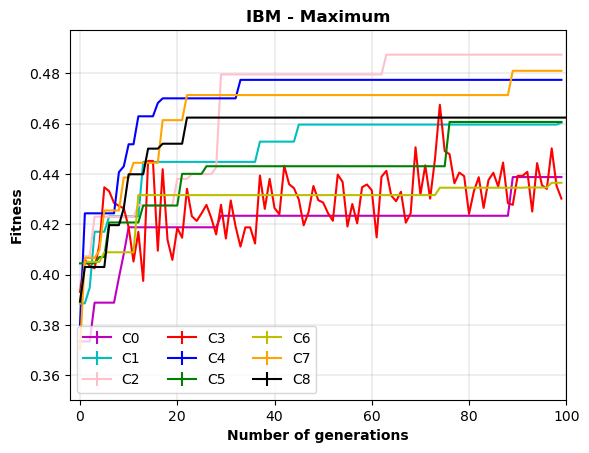 IBM - Maximum
Fitness
0.48
0.46
0.44
0.42
0.40
0.38
0.36
C0 C3 C6
C1 C4 C7
C2 C5 C8
0 20 40 60 80 100
Number of generations